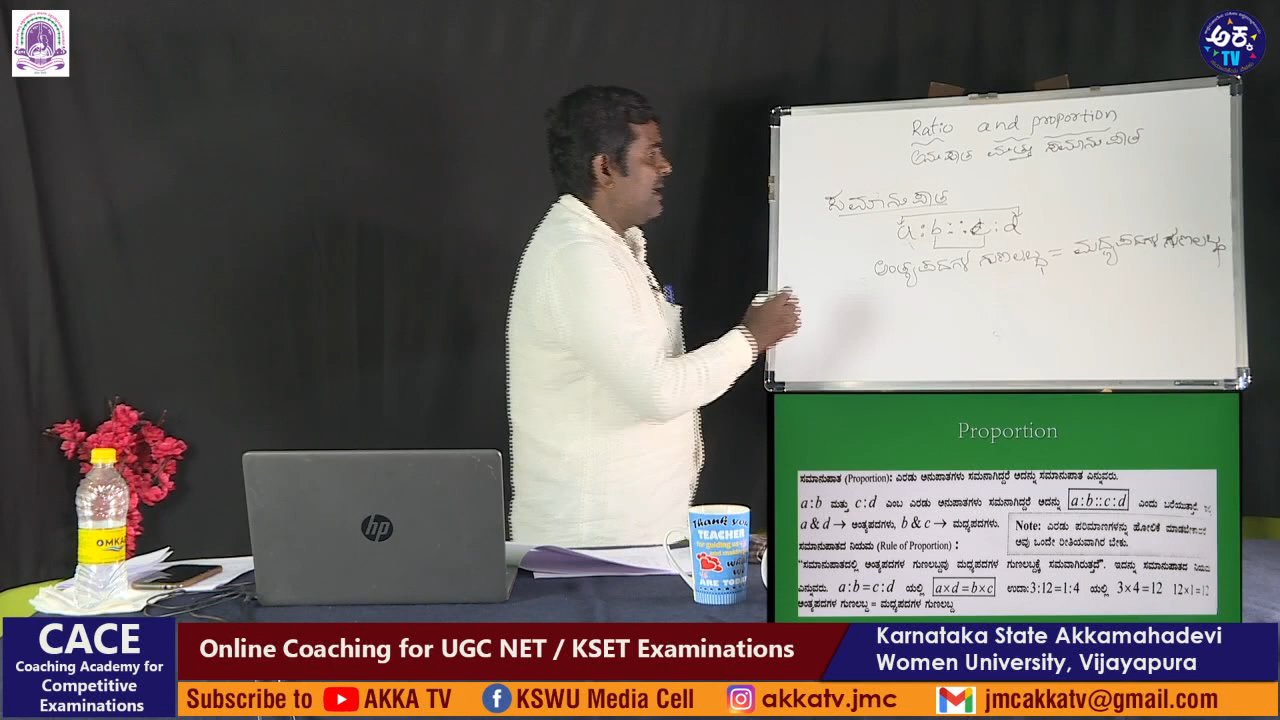 ಅಕ್ಕ
TV
Ratio and proportion
ಅನುಪಾತ ಮತ್ತು ಸಮಾನುಪಾತ
ಸಮಾನುಪಾತ
a:b::c:d
ಅಂತ್ಯಪದಗಳ ಗುಣಲಬ್ಧ = ಮಧ್ಯಪದಗಳ ಗುಣಲಬ್ಧ
Proportion
ಸಮಾನುಪಾತ (Proportion): ಎರಡು ಅನುಪಾತಗಳು ಸಮನಾಗಿದ್ದರೆ ಅದನ್ನು ಸಮಾನುಪಾತ ಎನ್ನುವರು.
a:b ಮತ್ತು c:d ಎಂಬ ಎರಡು ಅನುಪಾತಗಳು ಸಮನಾಗಿದ್ದರೆ ಅದನ್ನು a:b::c:d ಎಂದು ಬರೆಯುತ್ತಾರೆ.
a & d → ಅಂತ್ಯಪದಗಳು, b & c → ಮಧ್ಯಪದಗಳು.
Note: ಎರಡು ಪರಿಮಾಣಗಳನ್ನು ಹೋಲಿಕೆ ಮಾಡಬೇಕಾದರೆ
ಅವು ಒಂದೇ ರೀತಿಯವಾಗಿರ ಬೇಕು.
ಸಮಾನುಪಾತದ ನಿಯಮ (Rule of Proportion) :
"ಸಮಾನುಪಾತದಲ್ಲಿ ಅಂತ್ಯಪದಗಳ ಗುಣಲಬ್ಧವು ಮಧ್ಯಪದಗಳ ಗುಣಲಬ್ಧಕ್ಕೆ ಸಮವಾಗಿರುತ್ತದೆ". ಇದನ್ನು ಸಮಾನುಪಾತದ ನಿಯಮ
ಎನ್ನುವರು. a:b=c:d ಯಲ್ಲಿ a×d=b×c ಉದಾ:3:12=1:4 ಯಲ್ಲಿ 3×4=12 12×1=12
ಅಂತ್ಯಪದಗಳ ಗುಣಲಬ್ಧ = ಮಧ್ಯಪದಗಳ ಗುಣಲಬ್ಧ
hp
Thank you
TEACHER
ARE TODAY
CACE
Coaching Academy for
Competitive
Examinations
Online Coaching for UGC NET / KSET Examinations
Karnataka State Akkamahadevi
Women University, Vijayapura
Subscribe to AKKA TV KSWU Media Cell akkatv.jmc jmcakkatv@gmail.com